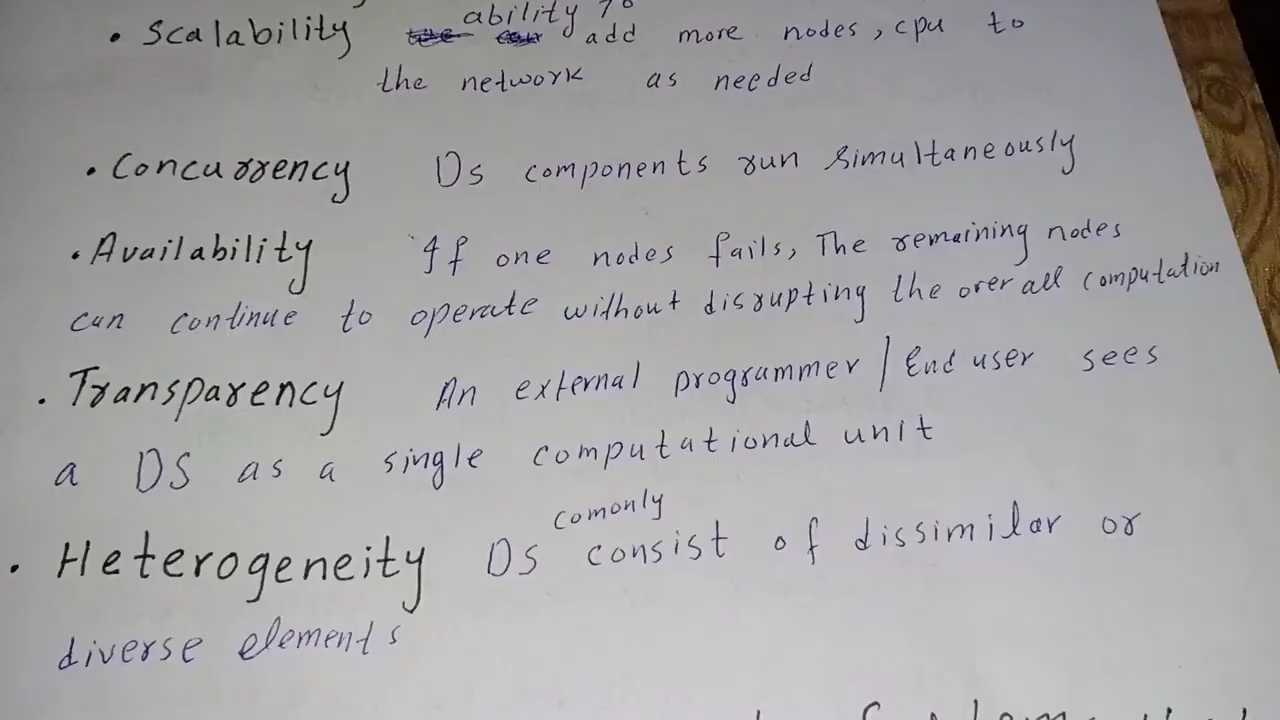 ability to
• Scalability add more nodes, cpu to
the network as needed
• Concurrency Ds components run simultaneously
• Availability If one nodes fails, The remaining nodes
can continue to operate without disrupting the over all computation
• Transparency An external programmer / End user sees
a DS as a single computational unit
comonly
• Heterogeneity Ds consist of dissimilar or
diverse elements